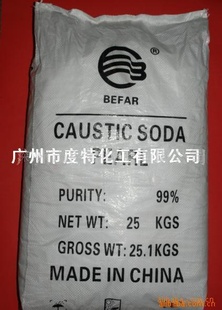 ®
BEFAR
CAUSTIC SODA
广州市度特化工有限公司
PURITY: 99%
NET WT: 25 KGS
GROSS WT: 25.1KGS
MADE IN CHINA